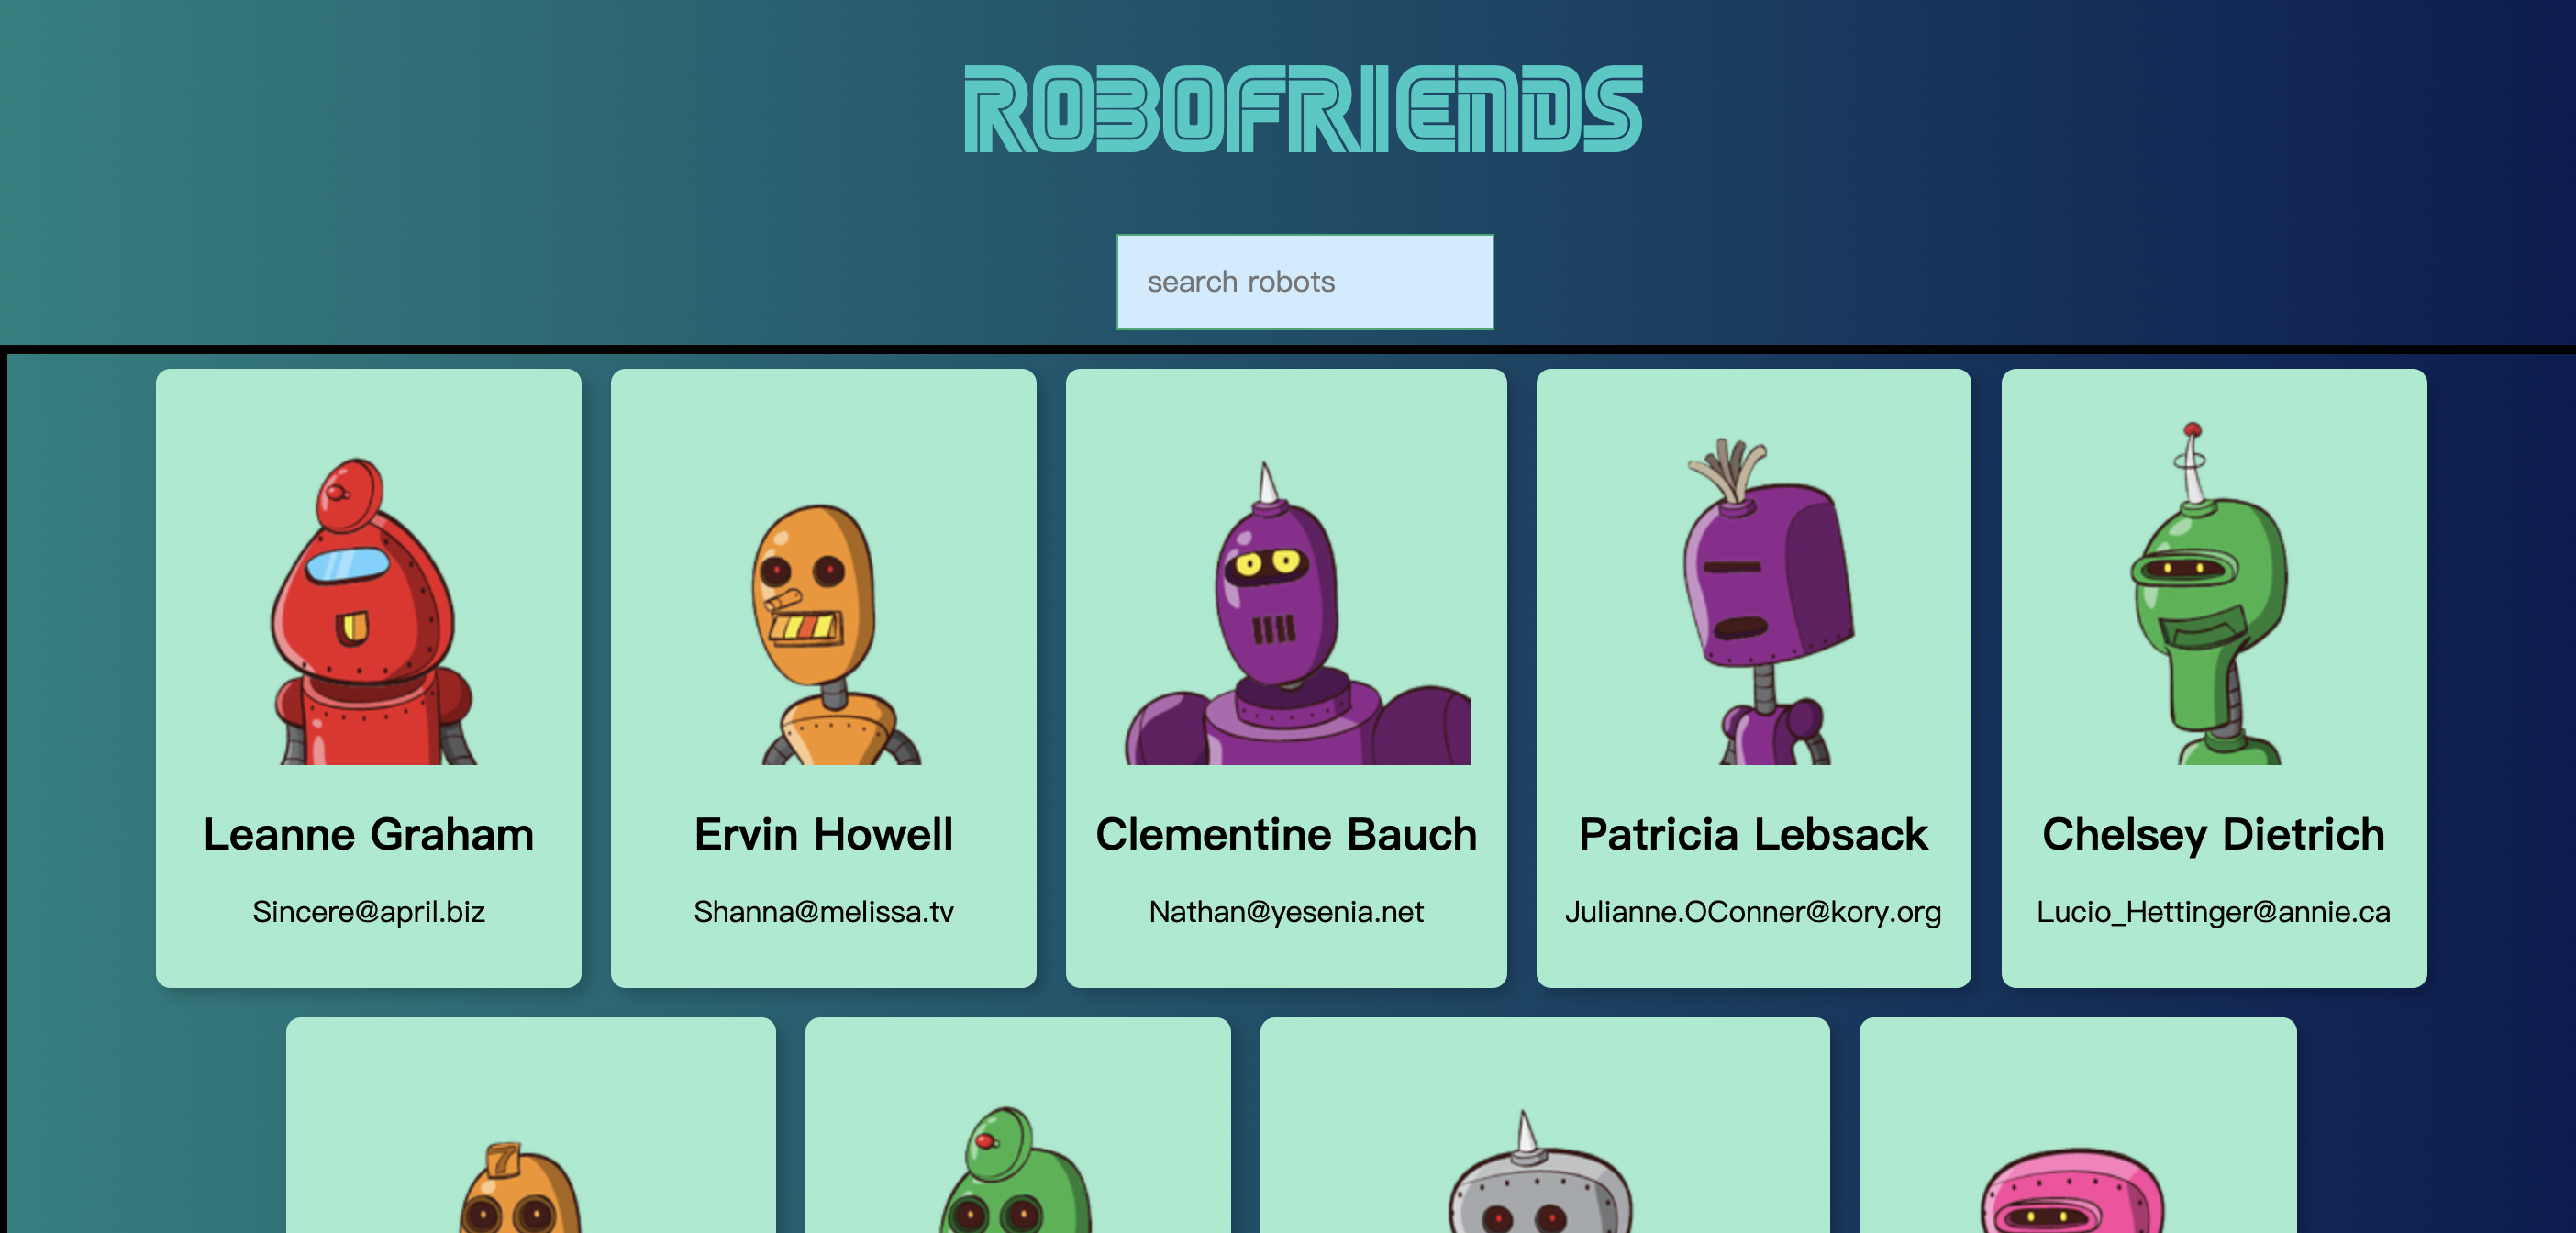 ROBOFRIENDS
search robots
Leanne Graham
Sincere@april.biz
Ervin Howell
Shanna@melissa.tv
Clementine Bauch
Nathan@yesenia.net
Patricia Lebsack
Julianne.OConner@kory.org
Chelsey Dietrich
Lucio_Hettinger@annie.ca
7